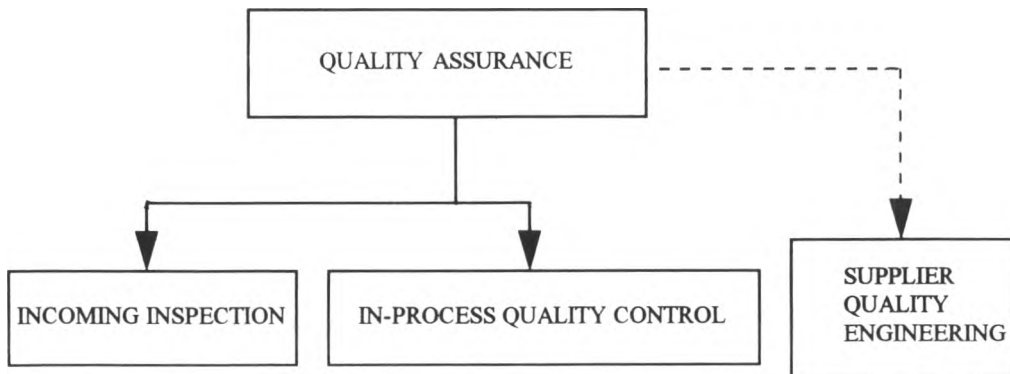 QUALITY ASSURANCE
INCOMING INSPECTION
IN-PROCESS QUALITY CONTROL
SUPPLIER
QUALITY
ENGINEERING